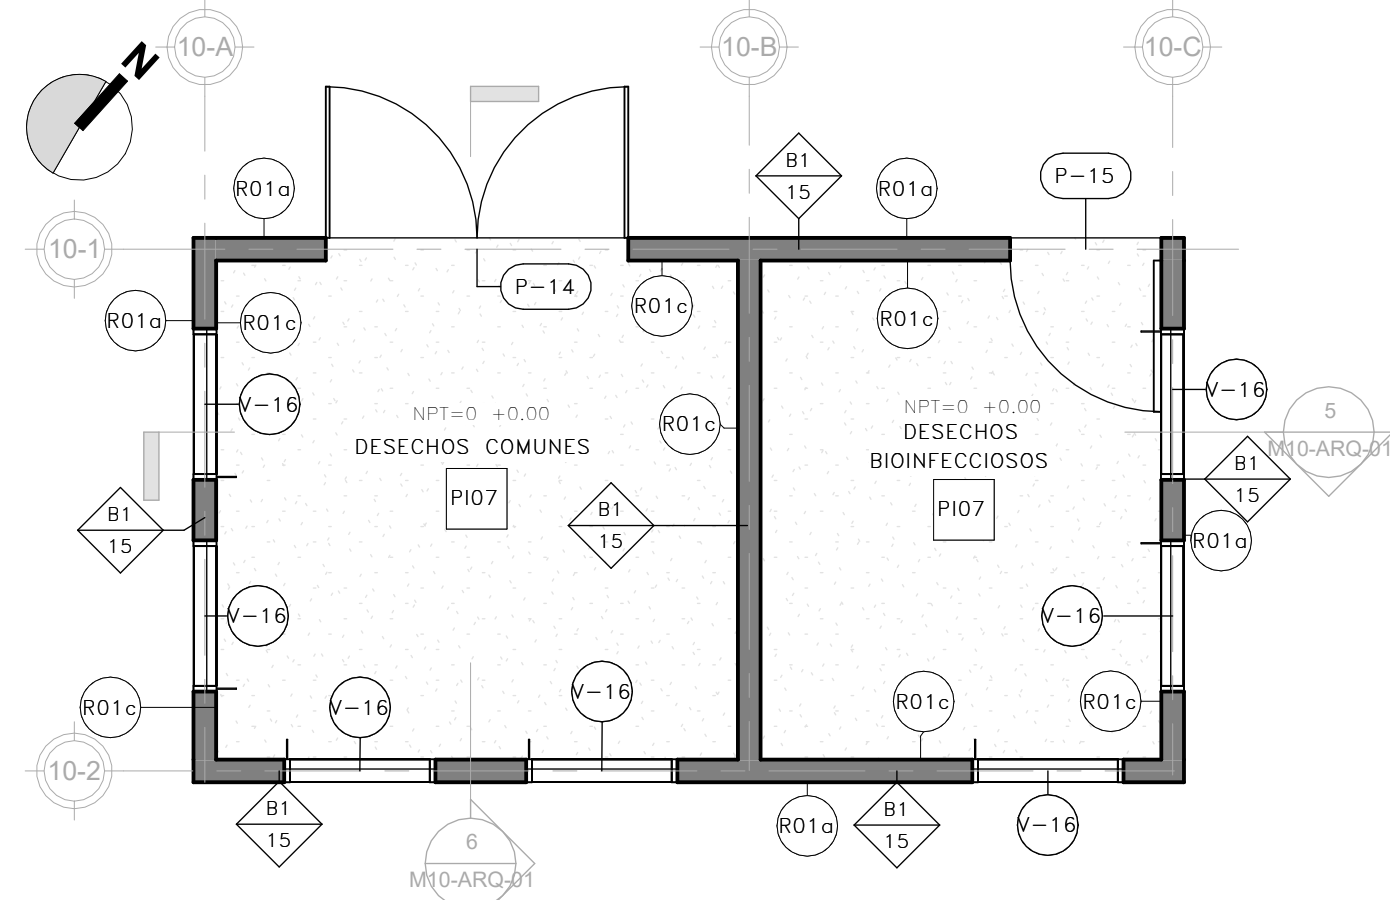 10-A
10-B
10-C
N
B1
15
P-15
R01a
R01a
10-1
P-14
R01c
R01c
R01a
R01c
V-16
V-16
5
M10-ARQ-01
NPT=0 +0.00
DESECHOS COMUNES
PI07
R01c
NPT=0 +0.00
DESECHOS
BIOINFECCIOSOS
PI07
B1
15
B1
15
B1
15
R01a
V-16
V-16
R01c
V-16
V-16
R01c
R01c
10-2
B1
15
6
M10-ARQ-01
R01a
B1
15
V-16